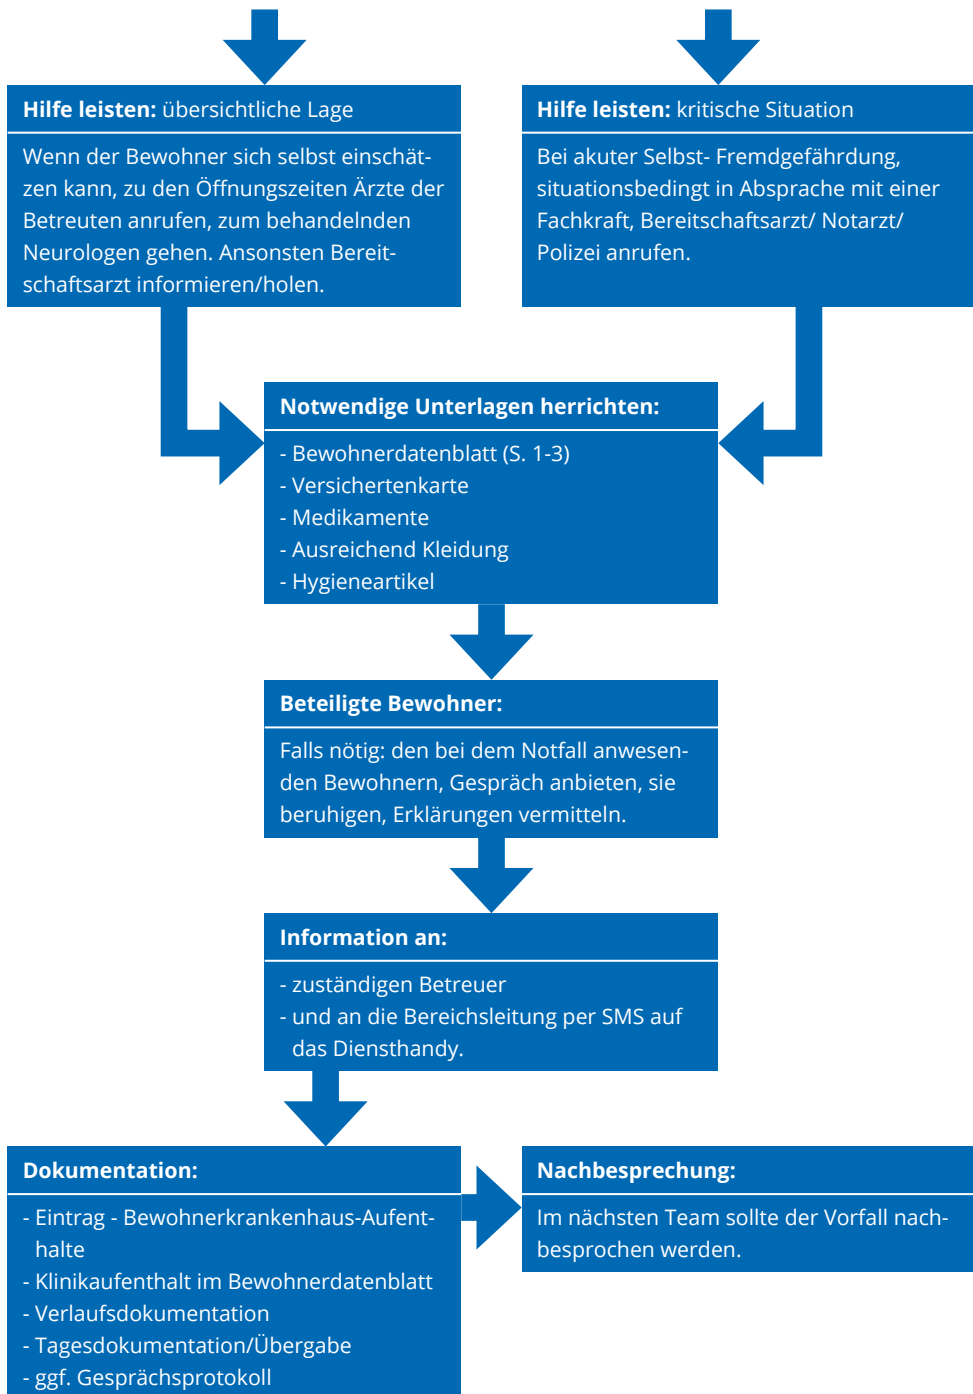 Hilfe leisten: übersichtliche Lage
Wenn der Bewohner sich selbst einschät-
zen kann, zu den Öffnungszeiten Ärzte der
Betreuten anrufen, zum behandelnden
Neurologen gehen. Ansonsten Bereit-
schaftsarzt informieren/holen.
Hilfe leisten: kritische Situation
Bei akuter Selbst- Fremdgefährdung,
situationsbedingt in Absprache mit einer
Fachkraft, Bereitschaftsarzt/ Notarzt/
Polizei anrufen.
Notwendige Unterlagen herrichten:
- Bewohnerdatenblatt (S. 1-3)
- Versichertenkarte
- Medikamente
- Ausreichend Kleidung
- Hygieneartikel
Beteiligte Bewohner:
Falls nötig: den bei dem Notfall anwesen-
den Bewohnern, Gespräch anbieten, sie
beruhigen, Erklärungen vermitteln.
Information an:
- zuständigen Betreuer
- und an die Bereichsleitung per SMS auf
das Diensthandy.
Dokumentation:
- Eintrag - Bewohnerkrankenhaus-Aufent-
halte
- Klinikaufenthalt im Bewohnerdatenblatt
- Verlaufsdokumentation
- Tagesdokumentation/Übergabe
- ggf. Gesprächsprotokoll
Nachbesprechung:
Im nächsten Team sollte der Vorfall nach-
besprochen werden.